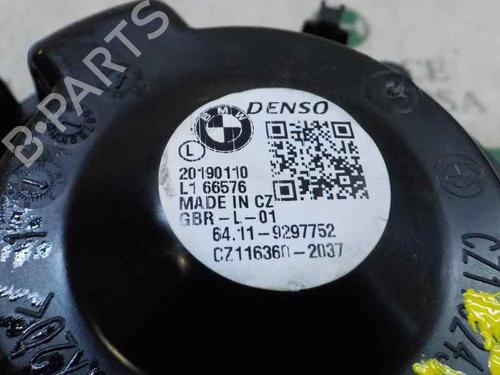 B-PARTS
BMW
DENSO
L
20190110
L1 66576
MADE IN CZ
GBR-L-01
64.11-9297752
CZ116360-2037